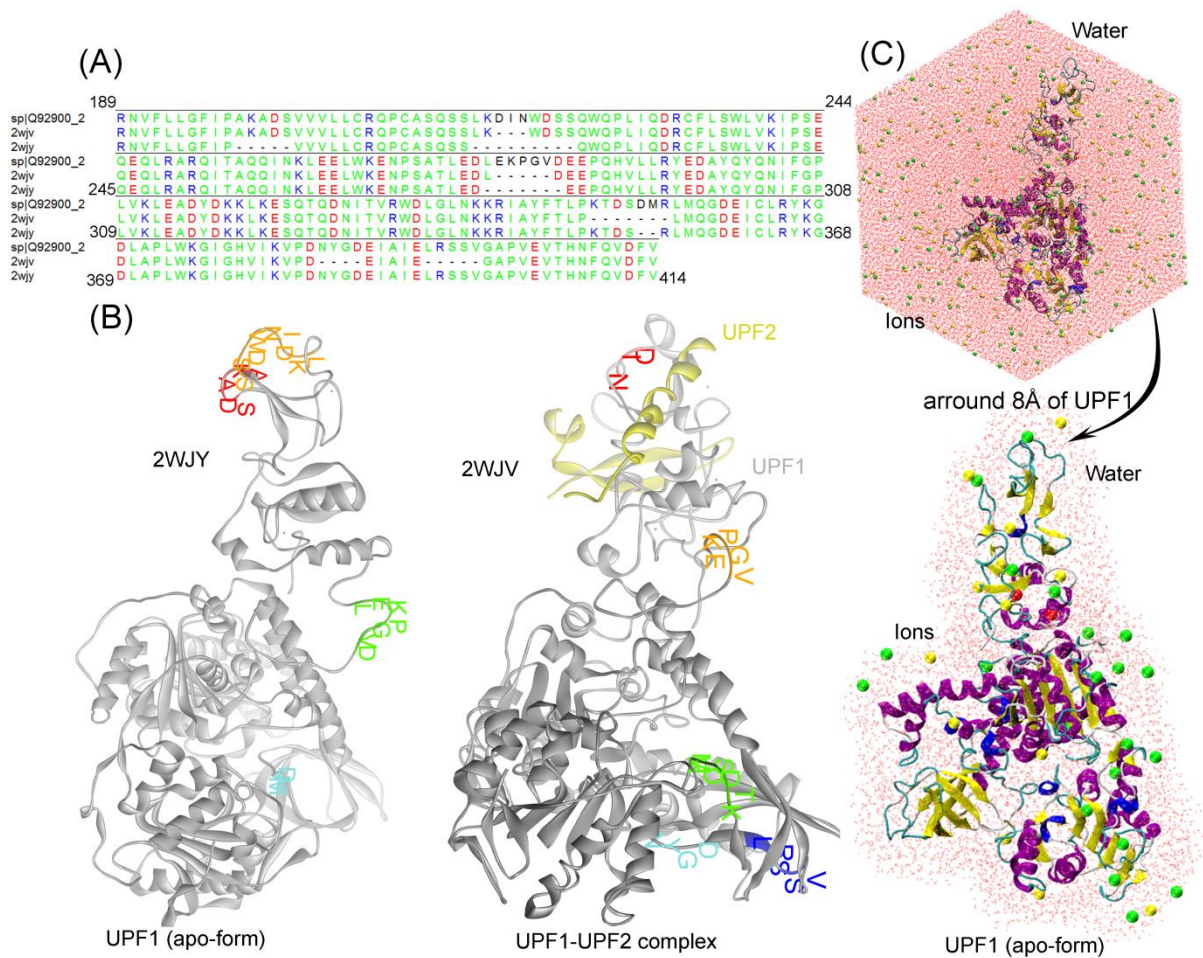 (A)
189 244
sp|Q92900_2 RNVFLLGFIPAKADSVVVLLCRQPCASQSSLKDINWDSSQWQPLIQDRCFLSWLVKIPSE
2wjv RNVFLLGFIPAKADSVVVLLCRQPCASQSSLK---WDSSQWQPLIQDRCFLSWLVKIPSE
2wjy RNVFLLGFIP-----VVVLLCRQPCASQSS---------QWQPLIQDRCFLSWLVKIPSE
sp|Q92900_2 QEQLRARQITAQQINKLEELWKENPSATLEDLEKPGVDEEPQHVLLRYEDAYQYQNIFGP
2wjv QEQLRARQITAQQINKLEELWKENPSATLEDL-----DEEPQHVLLRYEDAYQYQNIFGP
2wjy QEQLRARQITAQQINKLEELWKENPSATLED-------EEPQHVLLRYEDAYQYQNIFGP
245 308
sp|Q92900_2 LVKLEADYDKKLKESQTQDNITVRWDLGLNKKRIAYFTLPKTDSDMRLMQGDEICLRYKG
2wjv LVKLEADYDKKLKESQTQDNITVRWDLGLNKKRIAYFTLP------RLMQGDEICLRYKG
2wjy LVKLEADYDKKLKESQTQDNITVRWDLGLNKKRIAYFTLPKTDS--RLMQGDEICLRYKG
309 368
sp|Q92900_2 DLAPLWKGIGHVIKVPDNYGDEIAIELRSSVGAPVEVTHNFQVDFV
2wjv DLAPLWKGIGHVIKVPD----EIAIE-----GAPVEVTHNFQVDFV
2wjy DLAPLWKGIGHVIKVPDNYGDEIAIELRSSVGAPVEVTHNFQVDFV
369 414
(B)
2WJY
UPF1 (apo-form)
UPF2
2WJV
UPF1
UPF1-UPF2 complex
(C)
Water
Ions
arround 8Å of UPF1
Water
Ions
UPF1 (apo-form)